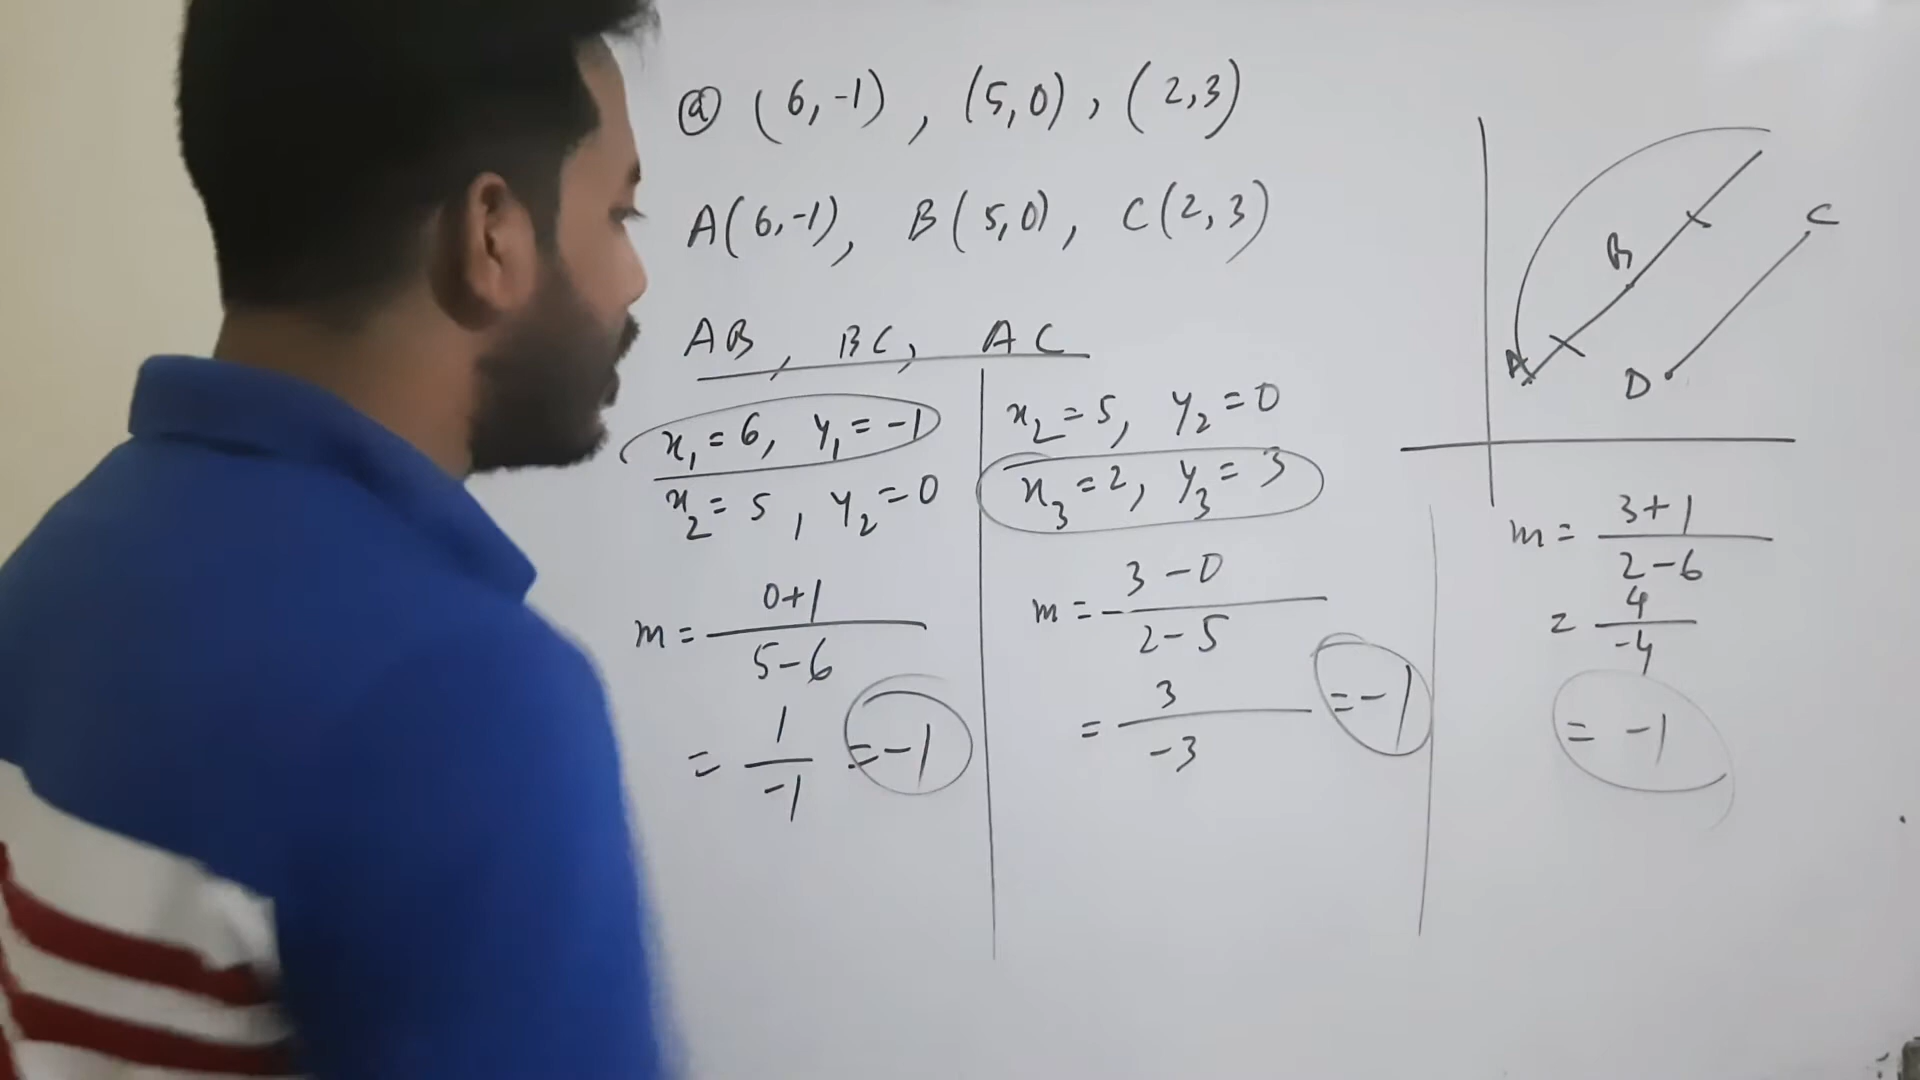 ⓐ (6,-1), (5,0), (2,3)
A(6,-1), B(5,0), C(2,3)
AB, BC, AC
x₁=6, y₁=-1
x₂=5, y₂=0
m= 0+1/5-6
= 1/-1 =-1
x₂=5, y₂=0
x₃=2, y₃=3
m= 3-0/2-5
= 3/-3 =-1
C
B
A
D
m= 3+1/2-6
= 4/-4
= -1